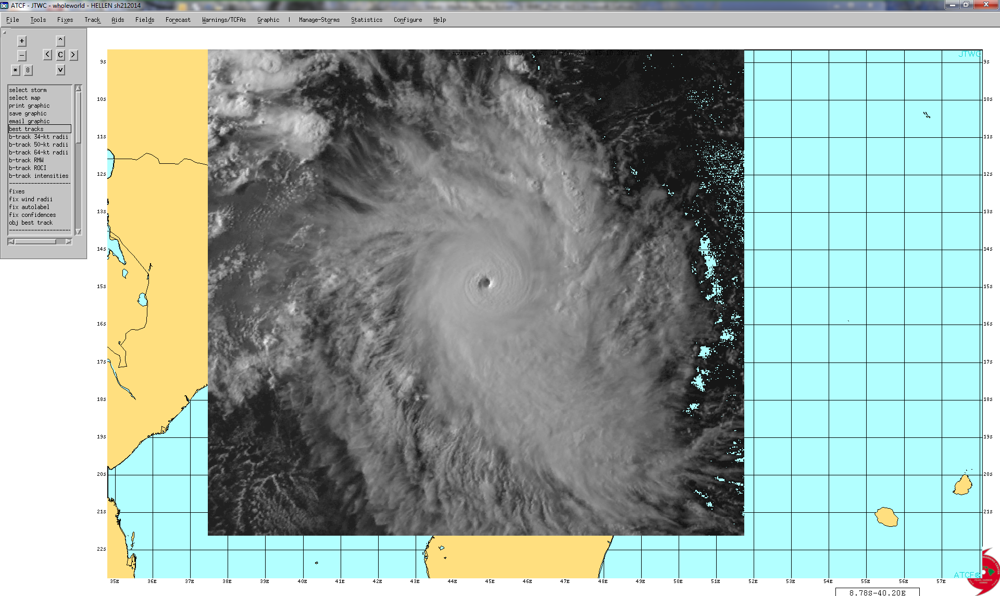 ATCF - JTWC - wholeworld - HELLEN sh212014
File Tools Fixes Track Aids Fields Forecast Warnings/TCFAs Graphic | Manage-Storms Statistics Configure Help
+ ^
- < C >
* 8 v
select storm
select map
print graphic
save graphic
email graphic
best tracks
b-track 34-kt radii
b-track 50-kt radii
b-track 64-kt radii
b-track RMW
b-track ROCI
b-track intensities
--------------------
fixes
fix wind radii
fix autolabel
fix confidences
obj best track
--------------------
mvissr_vis (albedo) Sun, 30 Mar 2014 15:10:36 GMT
JTWC
9S 9S
10S 10S
11S 11S
12S 12S
13S 13S
14S 14S
15S 15S
16S 16S
17S 17S
18S 18S
19S 19S
20S 20S
21S 21S
22S
ATCF®
35E 36E 37E 38E 39E 40E 41E 42E 43E 44E 45E 46E 47E 48E 49E 50E 51E 52E 53E 54E 55E 56E 57E
8.78S-40.20E